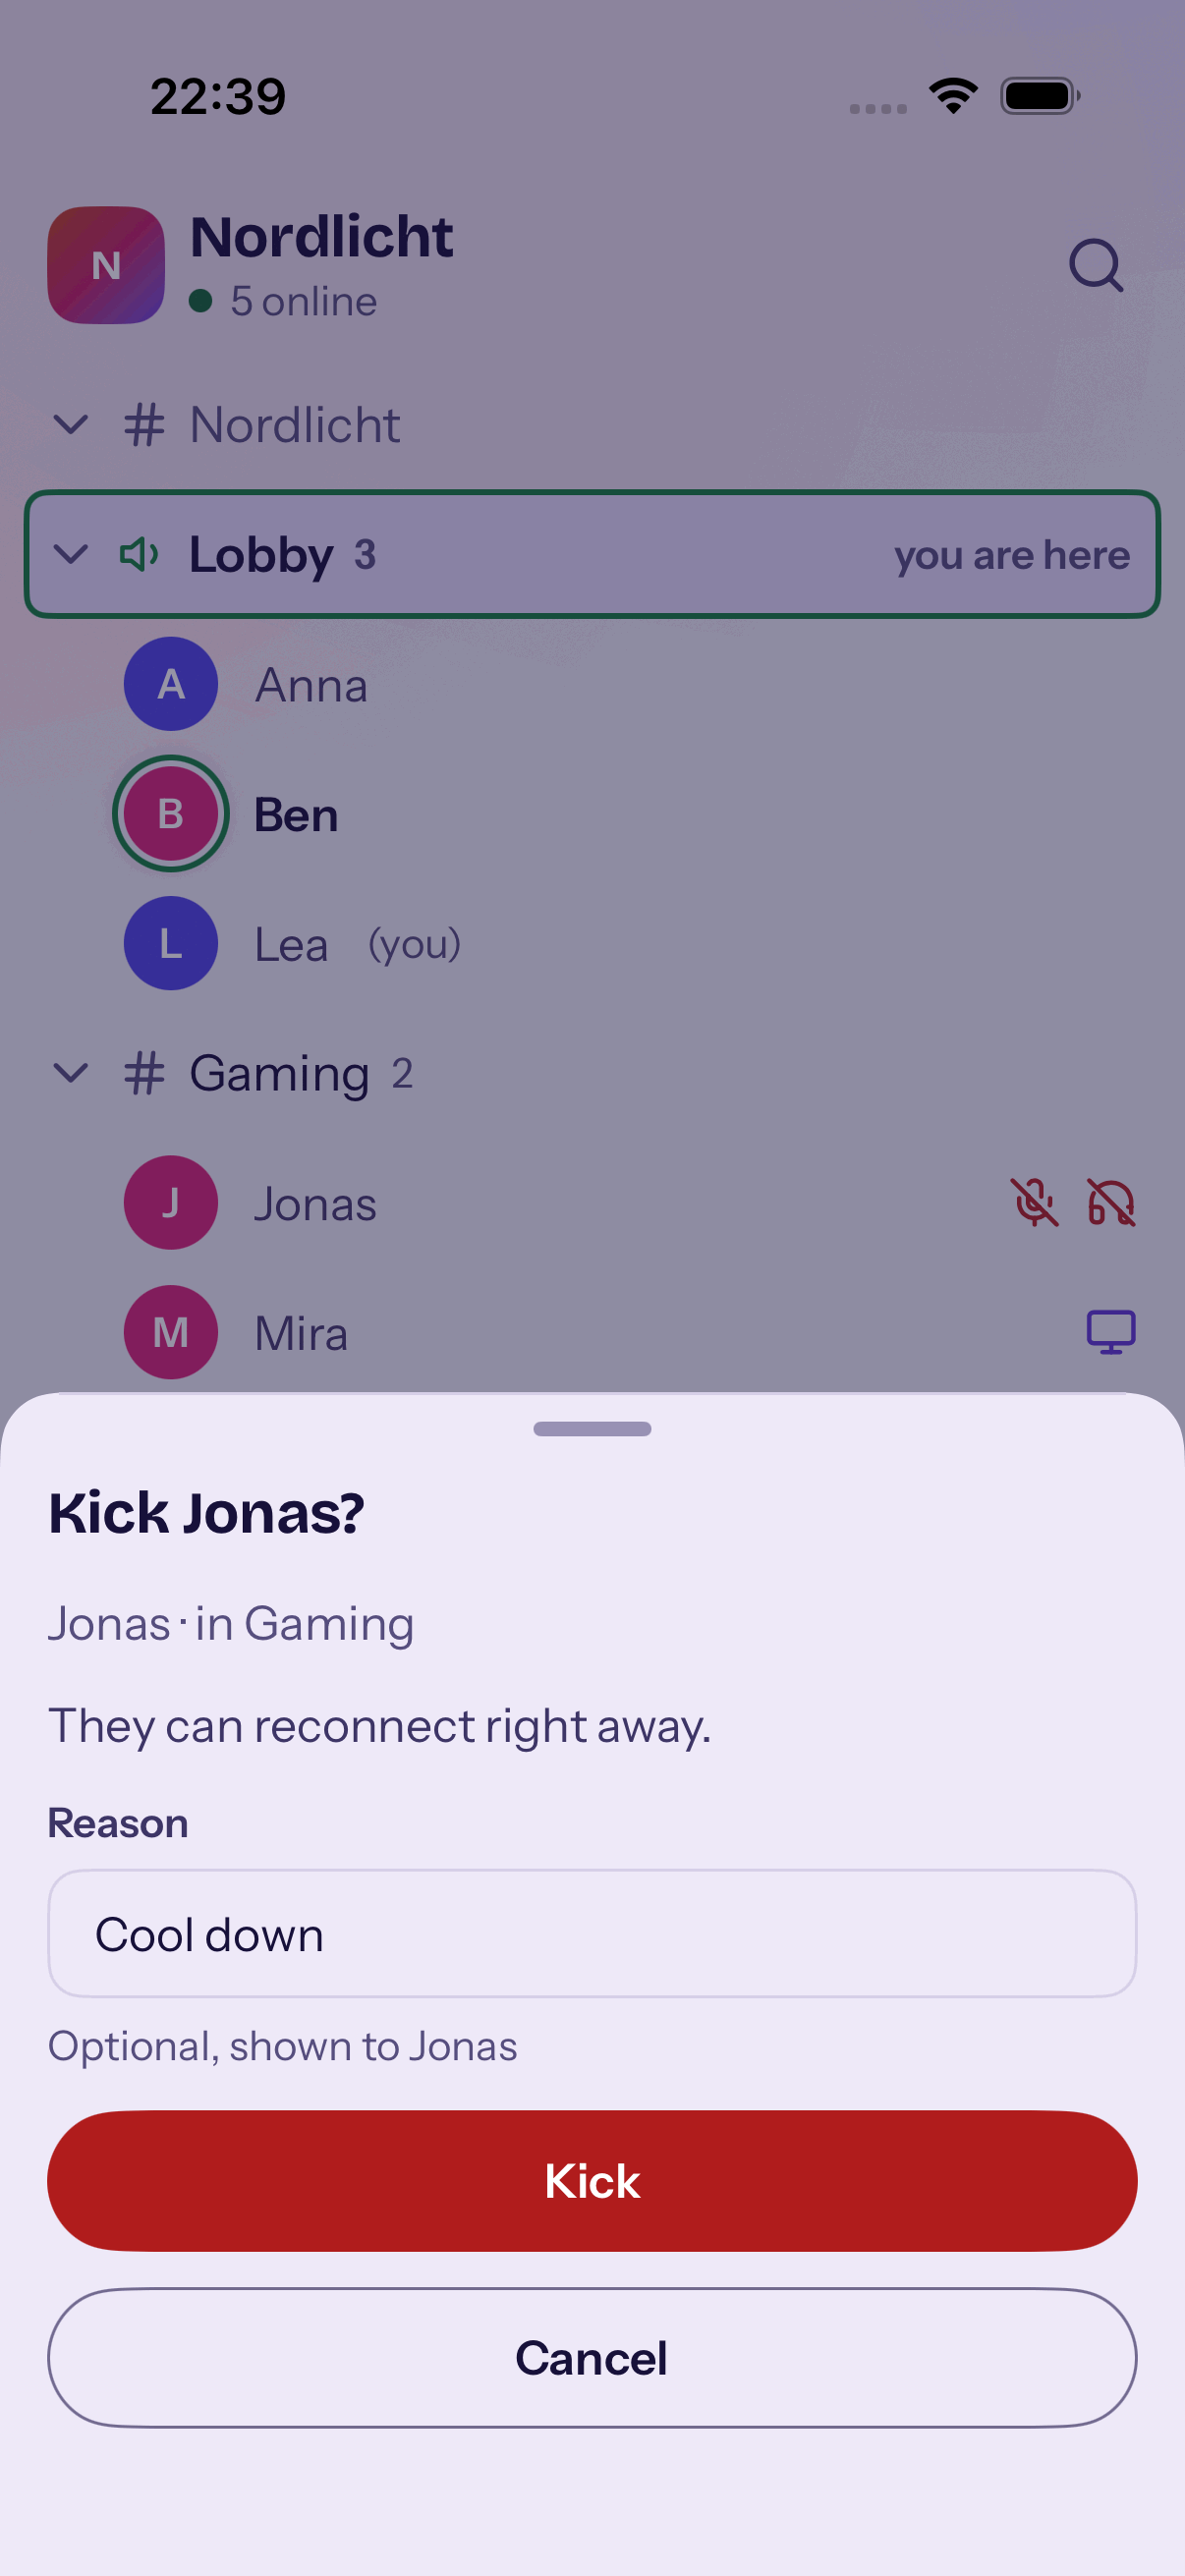 22:39
N
Nordlicht
5 online
# Nordlicht
Lobby 3 you are here
A Anna
B Ben
L Lea (you)
# Gaming 2
J Jonas
M Mira
Kick Jonas?
Jonas · in Gaming
They can reconnect right away.
Reason
Cool down
Optional, shown to Jonas
Kick
Cancel